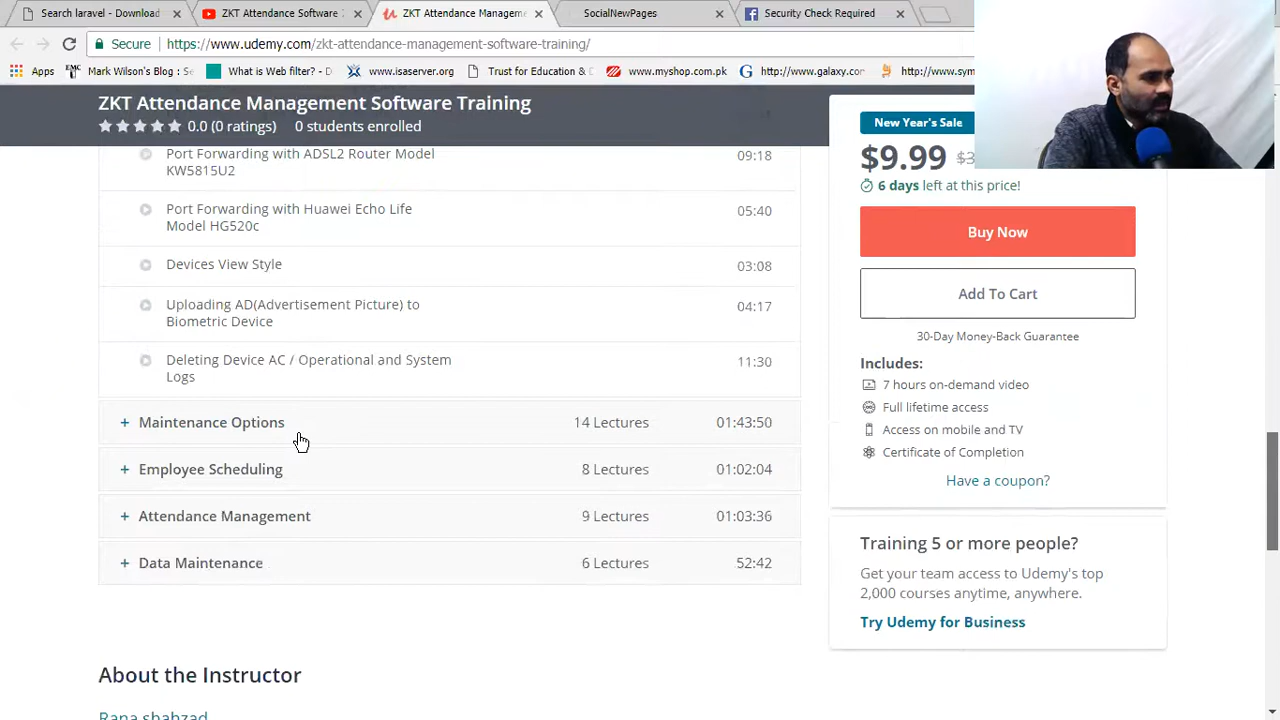 Search laravel - Download
ZKT Attendance Software
ZKT Attendance Manageme
SocialNewPages
Security Check Required
Secure https://www.udemy.com/zkt-attendance-management-software-training/
Apps
Mark Wilson's Blog : S
What is Web filter? - D
www.isaserver.org
Trust for Education & D
www.myshop.com.pk
http://www.galaxy.com
http://www.sym
ZKT Attendance Management Software Training
0.0 (0 ratings) 0 students enrolled
Port Forwarding with ADSL2 Router Model
KW5815U2
09:18
Port Forwarding with Huawei Echo Life
Model HG520c
05:40
Devices View Style
03:08
Uploading AD(Advertisement Picture) to
Biometric Device
04:17
Deleting Device AC / Operational and System
Logs
11:30
+ Maintenance Options 14 Lectures 01:43:50
+ Employee Scheduling 8 Lectures 01:02:04
+ Attendance Management 9 Lectures 01:03:36
+ Data Maintenance 6 Lectures 52:42
About the Instructor
Rana shahzad
New Year's Sale
$9.99 $3
6 days left at this price!
Buy Now
Add To Cart
30-Day Money-Back Guarantee
Includes:
7 hours on-demand video
Full lifetime access
Access on mobile and TV
Certificate of Completion
Have a coupon?
Training 5 or more people?
Get your team access to Udemy's top
2,000 courses anytime, anywhere.
Try Udemy for Business